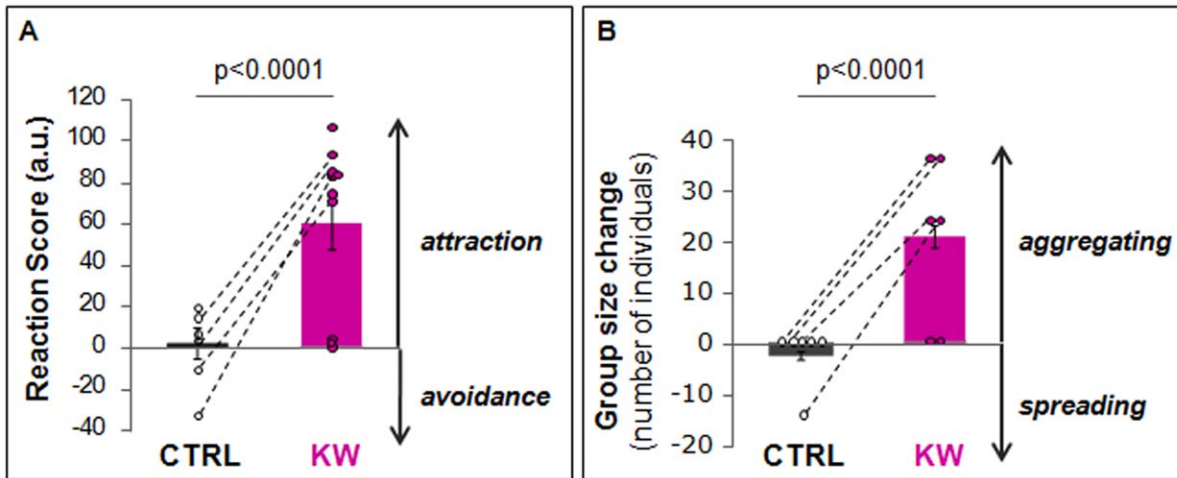 A
p<0.0001
Reaction Score (a.u.)
120
100
80
60
40
20
0
-20
-40
attraction
avoidance
CTRL
KW
B
p<0.0001
Group size change
(number of individuals)
40
30
20
10
0
-10
-20
aggregating
spreading
CTRL
KW